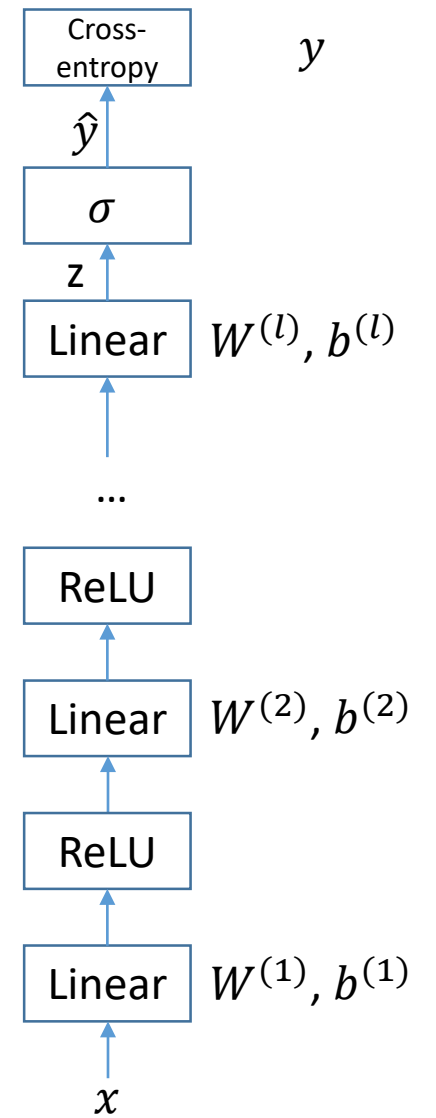 Cross-
entropy
y
ŷ
σ
z
Linear W^(l), b^(l)
...
ReLU
Linear W^(2), b^(2)
ReLU
Linear W^(1), b^(1)
x